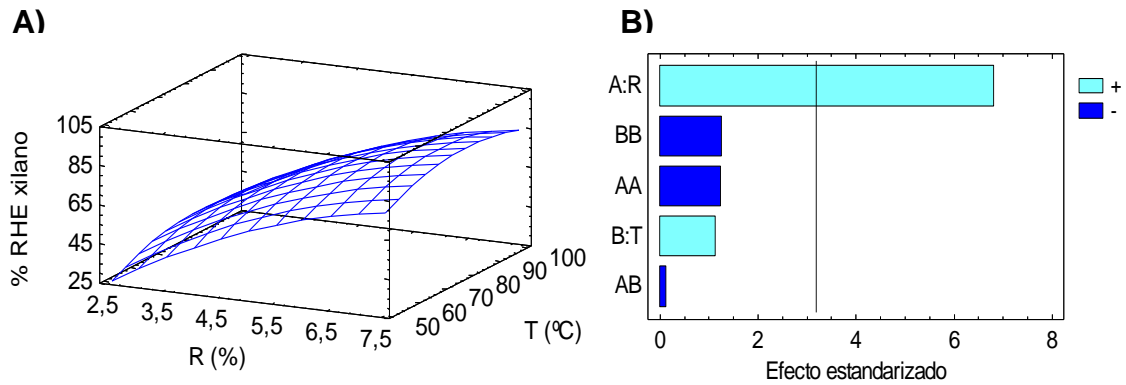 A)
B)
105
85
65
45
25
% RHE xilano
2,5
3,5
4,5
5,5
6,5
7,5
R (%)
50
60
70
80
90
100
T (ºC)
A:R
BB
AA
B:T
AB
0
2
4
6
8
Efecto estandarizado
+
-